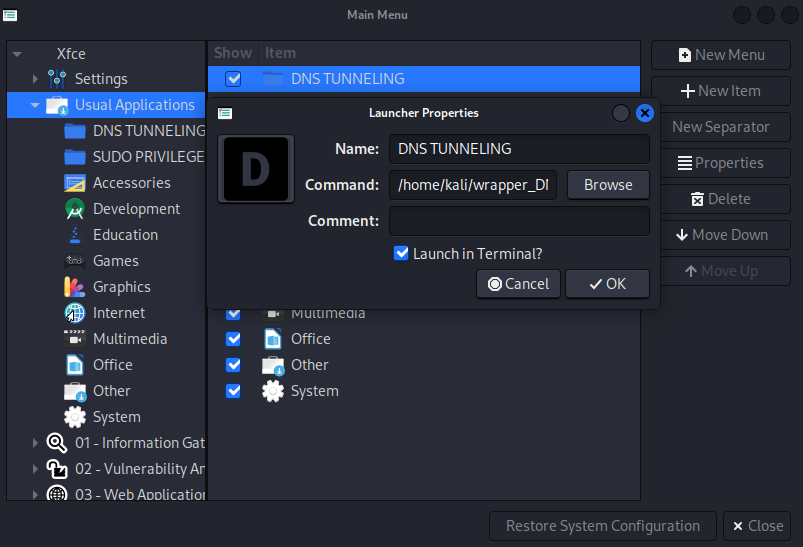 Main Menu
Xfce
Settings
Usual Applications
DNS TUNNELING
SUDO PRIVILEGE
Accessories
Development
Education
Games
Graphics
Internet
Multimedia
Office
Other
System
01 - Information Gat
02 - Vulnerability An
03 - Web Application
Show Item
DNS TUNNELING
Launcher Properties
D
Name: DNS TUNNELING
Command: /home/kali/wrapper_DN Browse
Comment:
Launch in Terminal?
Cancel OK
Multimedia
Office
Other
System
New Menu
New Item
New Separator
Properties
Delete
Move Down
Move Up
Restore System Configuration
Close